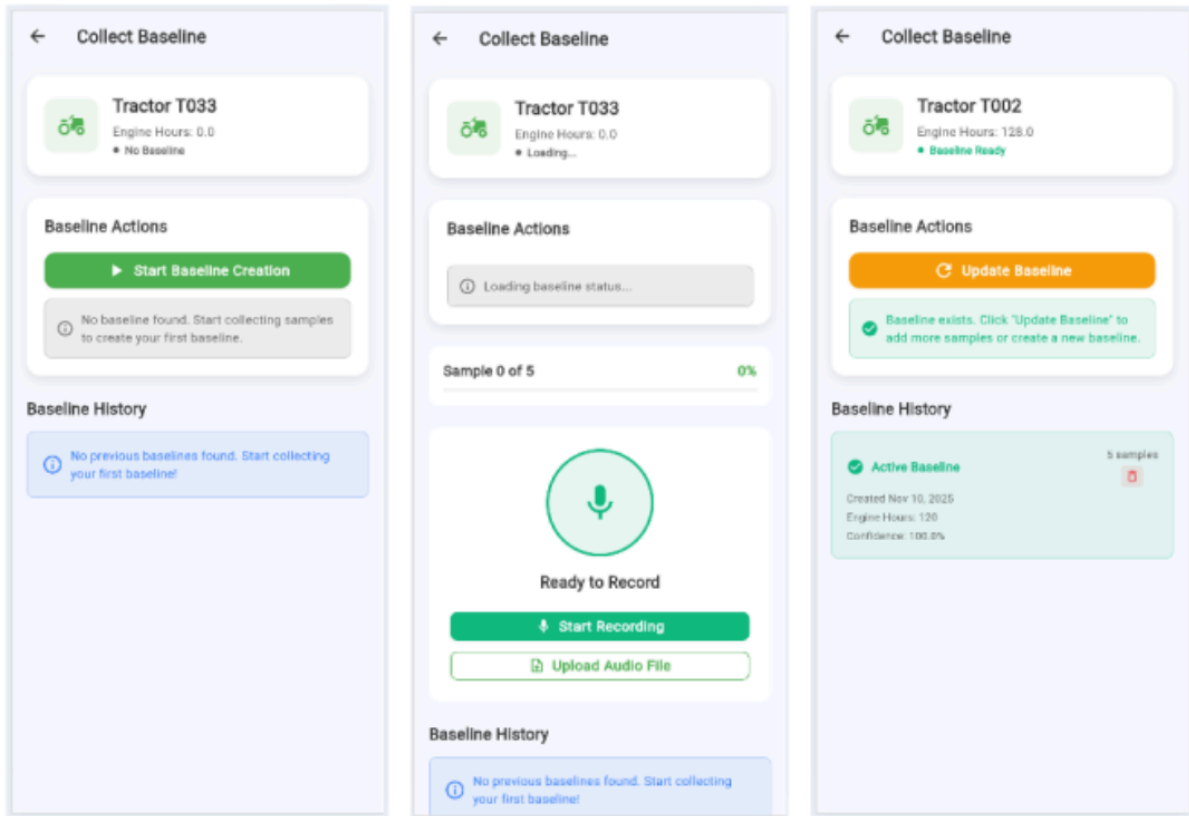 Collect Baseline
Tractor T033
Engine Hours: 0.0
No Baseline
Baseline Actions
Start Baseline Creation
No baseline found. Start collecting samples
to create your first baseline.
Baseline History
No previous baselines found. Start collecting
your first baseline!
Collect Baseline
Tractor T033
Engine Hours: 0.0
Loading...
Baseline Actions
Loading baseline status...
Sample 0 of 5
0%
Ready to Record
Start Recording
Upload Audio File
Baseline History
No previous baselines found. Start collecting
your first baseline!
Collect Baseline
Tractor T002
Engine Hours: 128.0
Baseline Ready
Baseline Actions
Update Baseline
Baseline exists. Click "Update Baseline" to
add more samples or create a new baseline.
Baseline History
Active Baseline
5 samples
Created Nov 10, 2025
Engine Hours: 120
Confidence: 100.0%